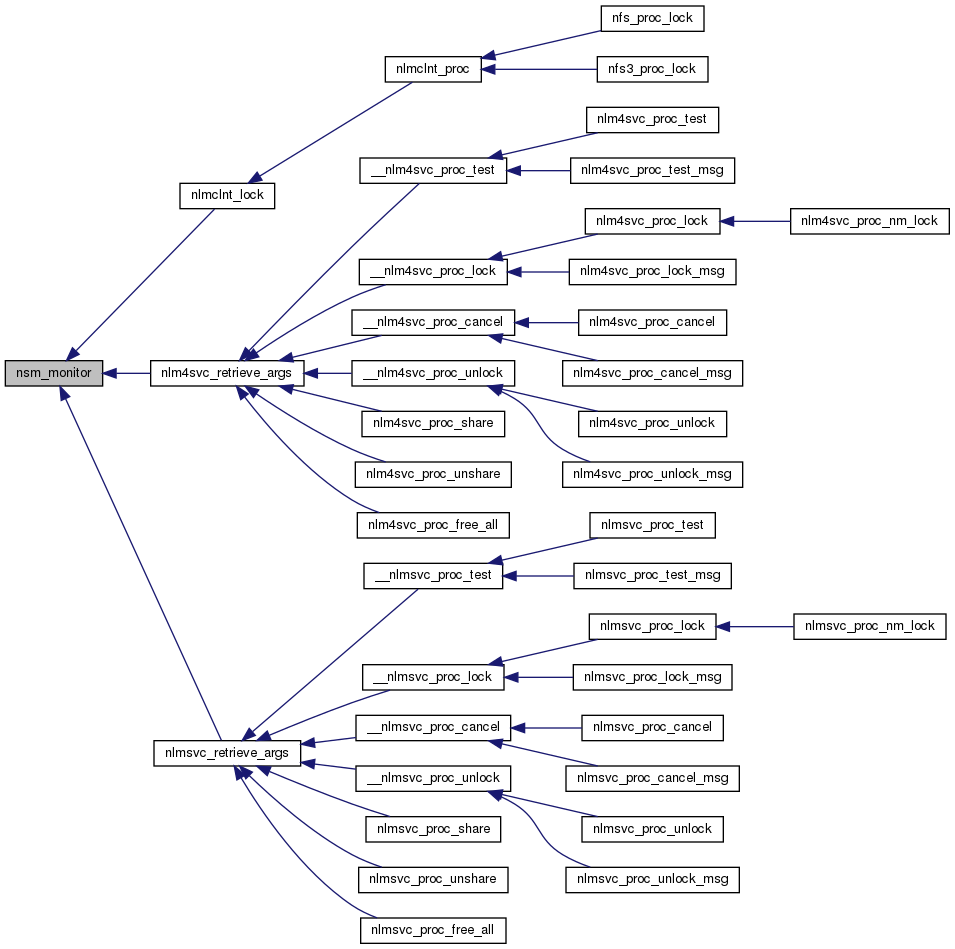 nfs_proc_lock
nlmclnt_proc
nfs3_proc_lock
nlm4svc_proc_test
__nlm4svc_proc_test
nlm4svc_proc_test_msg
nlmclnt_lock
nlm4svc_proc_lock
nlm4svc_proc_nm_lock
__nlm4svc_proc_lock
nlm4svc_proc_lock_msg
__nlm4svc_proc_cancel
nlm4svc_proc_cancel
nsm_monitor
nlm4svc_retrieve_args
__nlm4svc_proc_unlock
nlm4svc_proc_cancel_msg
nlm4svc_proc_share
nlm4svc_proc_unlock
nlm4svc_proc_unshare
nlm4svc_proc_unlock_msg
nlm4svc_proc_free_all
nlmsvc_proc_test
__nlmsvc_proc_test
nlmsvc_proc_test_msg
nlmsvc_proc_lock
nlmsvc_proc_nm_lock
__nlmsvc_proc_lock
nlmsvc_proc_lock_msg
__nlmsvc_proc_cancel
nlmsvc_proc_cancel
nlmsvc_retrieve_args
__nlmsvc_proc_unlock
nlmsvc_proc_cancel_msg
nlmsvc_proc_share
nlmsvc_proc_unlock
nlmsvc_proc_unshare
nlmsvc_proc_unlock_msg
nlmsvc_proc_free_all